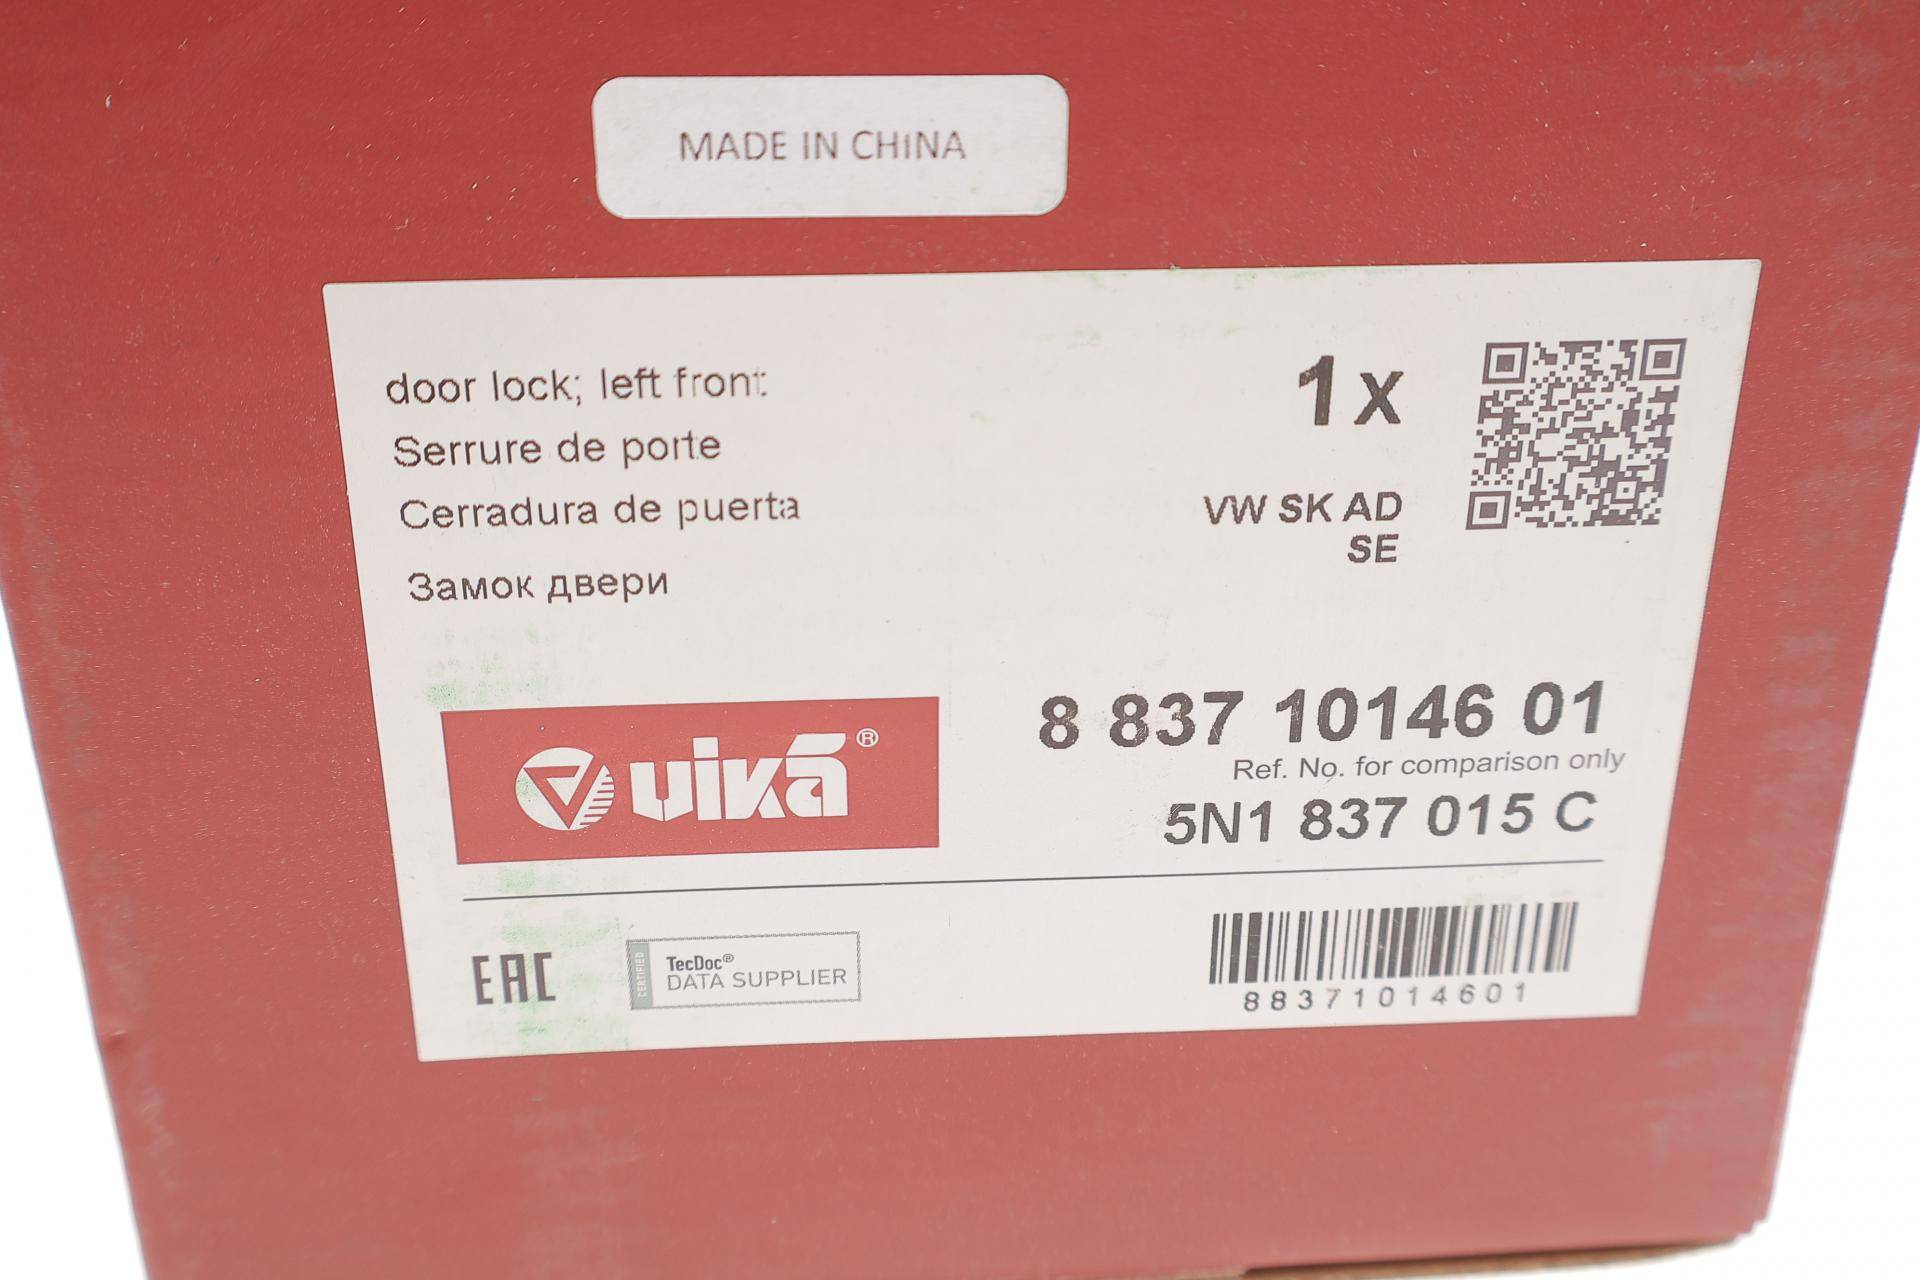 MADE IN CHINA
door lock; left front
1x
Serrure de porte
Cerradura de puerta
VW SK AD
SE
Замок двери
8 837 10146 01
vika®
Ref. No. for comparison only
5N1 837 015 C
EAC
CERTIFIED
TecDoc®
DATA SUPPLIER
88371014601